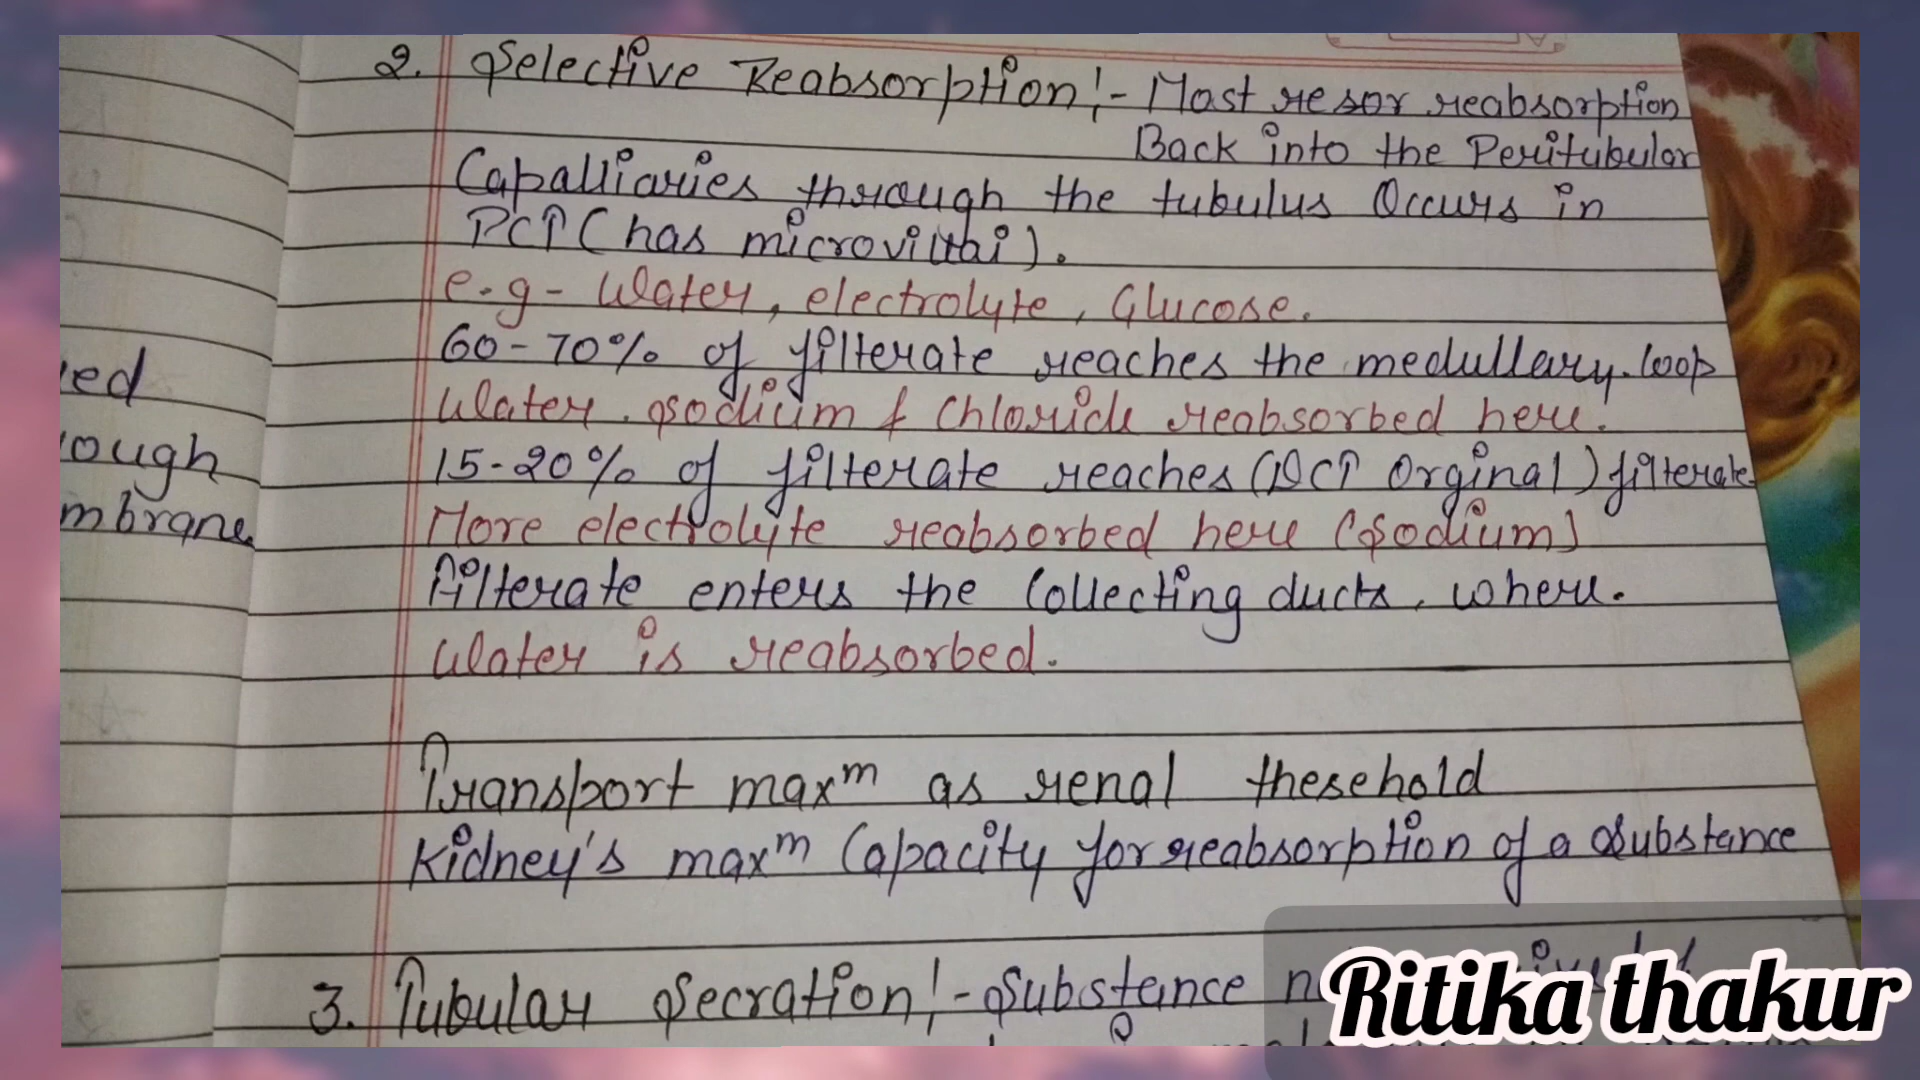 2. Selective Reabsorption:- Most resor reabsorption
Back into the Peritubular
Capalliaries through the tubulus Occurs in
PCT (has microvillai).
e.g - Water, electrolyte, Glucose.
60-70% of filterate reaches the medullary loop
Water, sodium & Chloride reabsorbed here.
15-20% of filterate reaches (DCT Orginal) filterate
More electrolyte reabsorbed here (Sodium)
Filterate enters the Collecting ducts, where.
Water is reabsorbed.
Transport maxm as renal thesehold
Kidney's maxm Capacity for reabsorption of a Substance
3. Tubular Secration:- Substance
ed
ough
mbrane
Ritika thakur